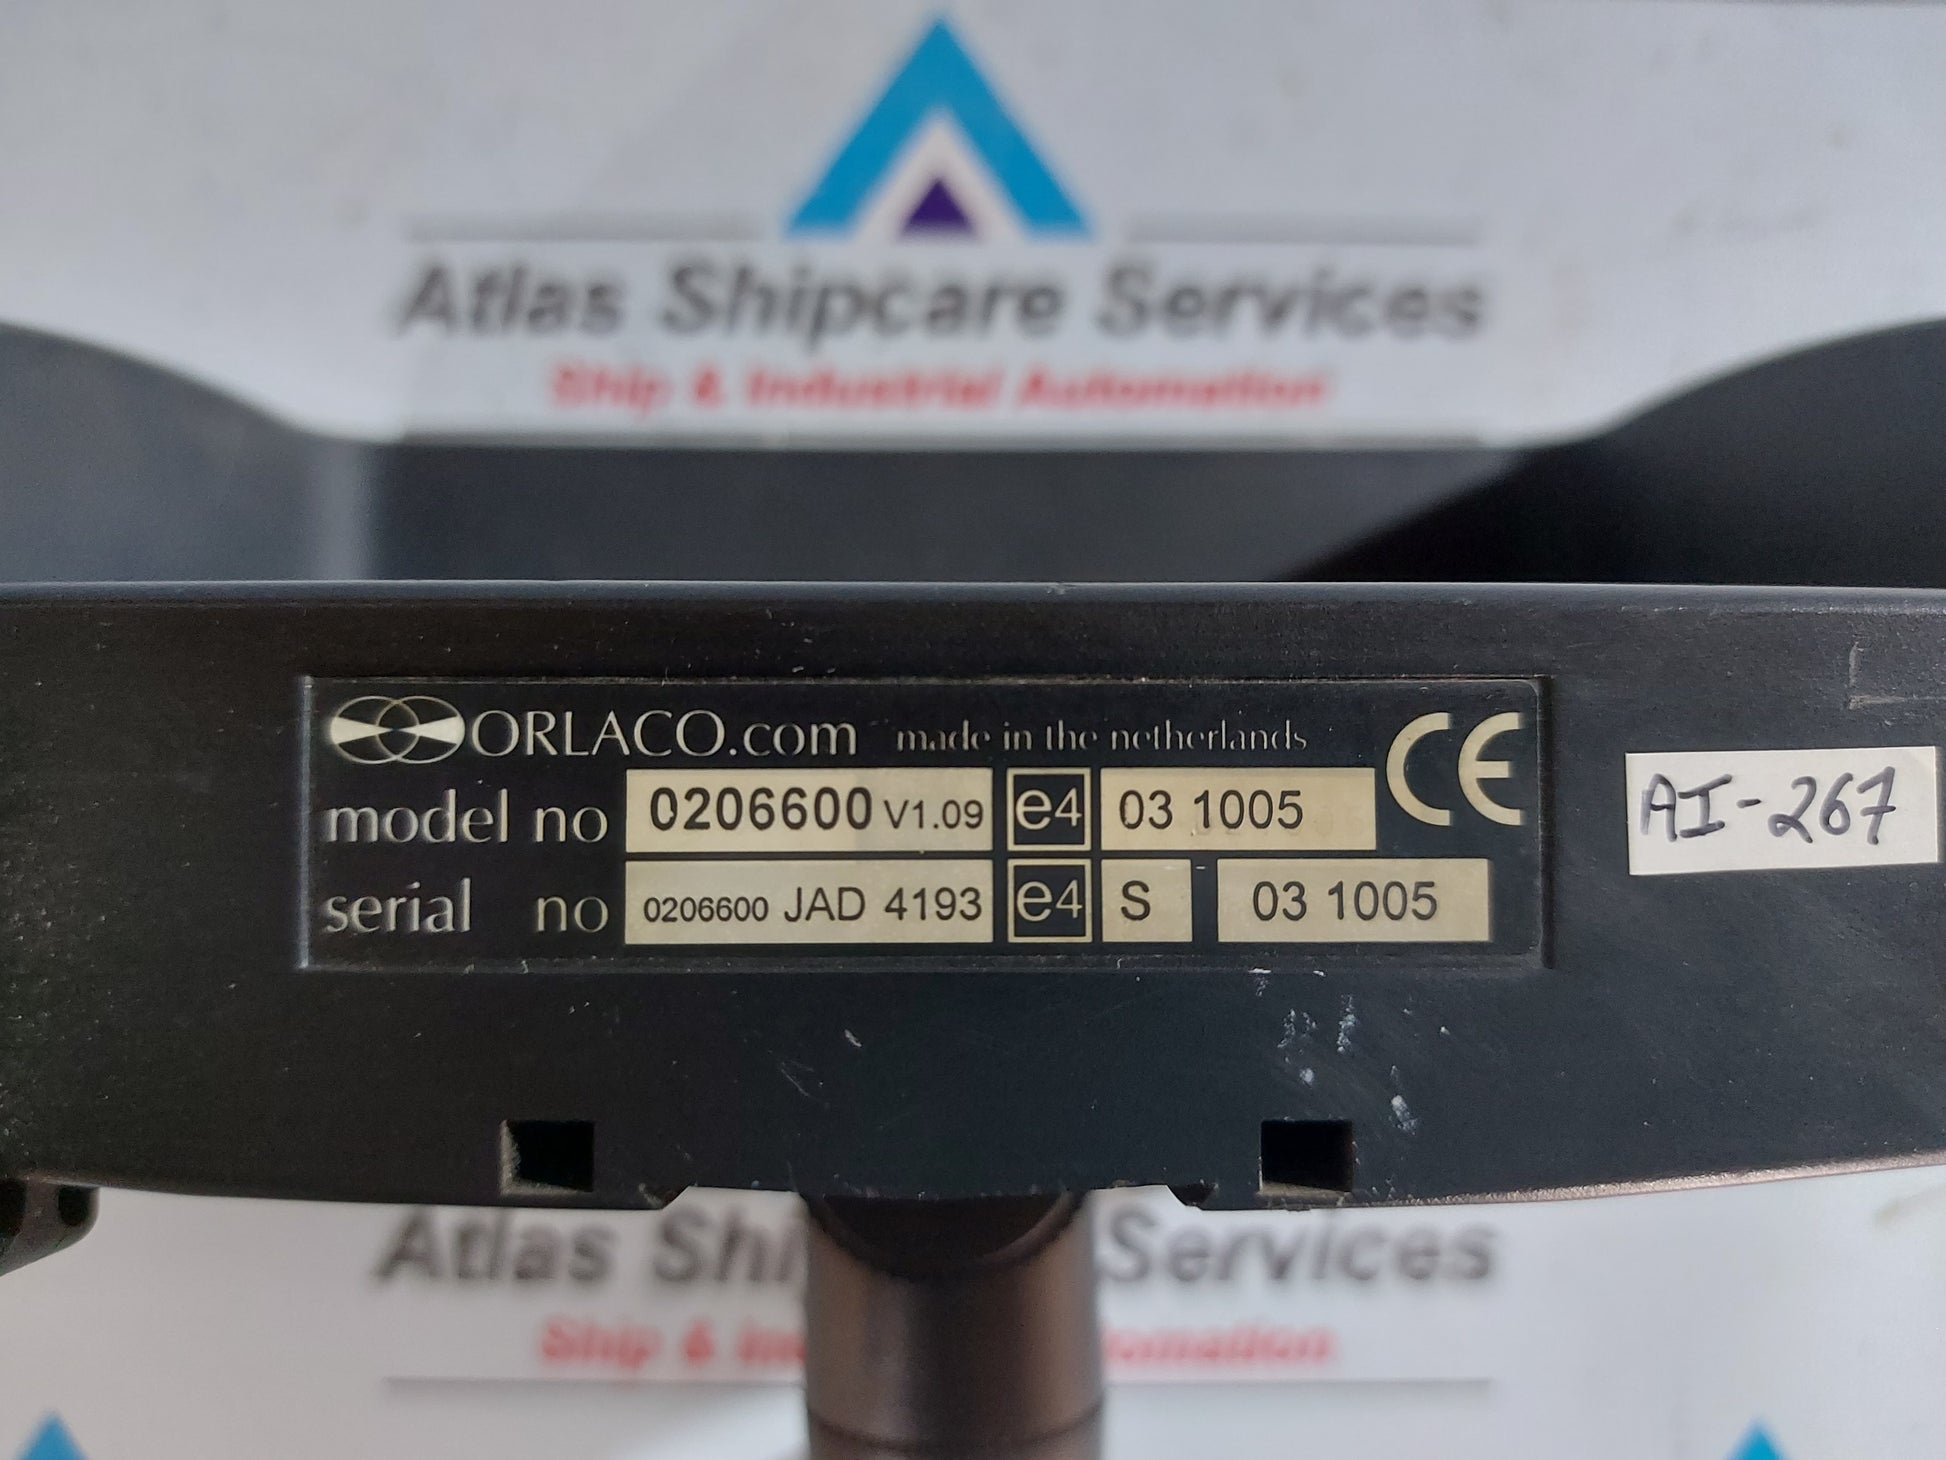 Atlas Shipcare Services
Ship & Industrial Automation
ORLACO.com made in the netherlands CE
model no 0206600 V1.09 e4 03 1005
serial no 0206600 JAD 4193 e4 S 03 1005
AI-267
Atlas Shi Services
Ship & In tomation